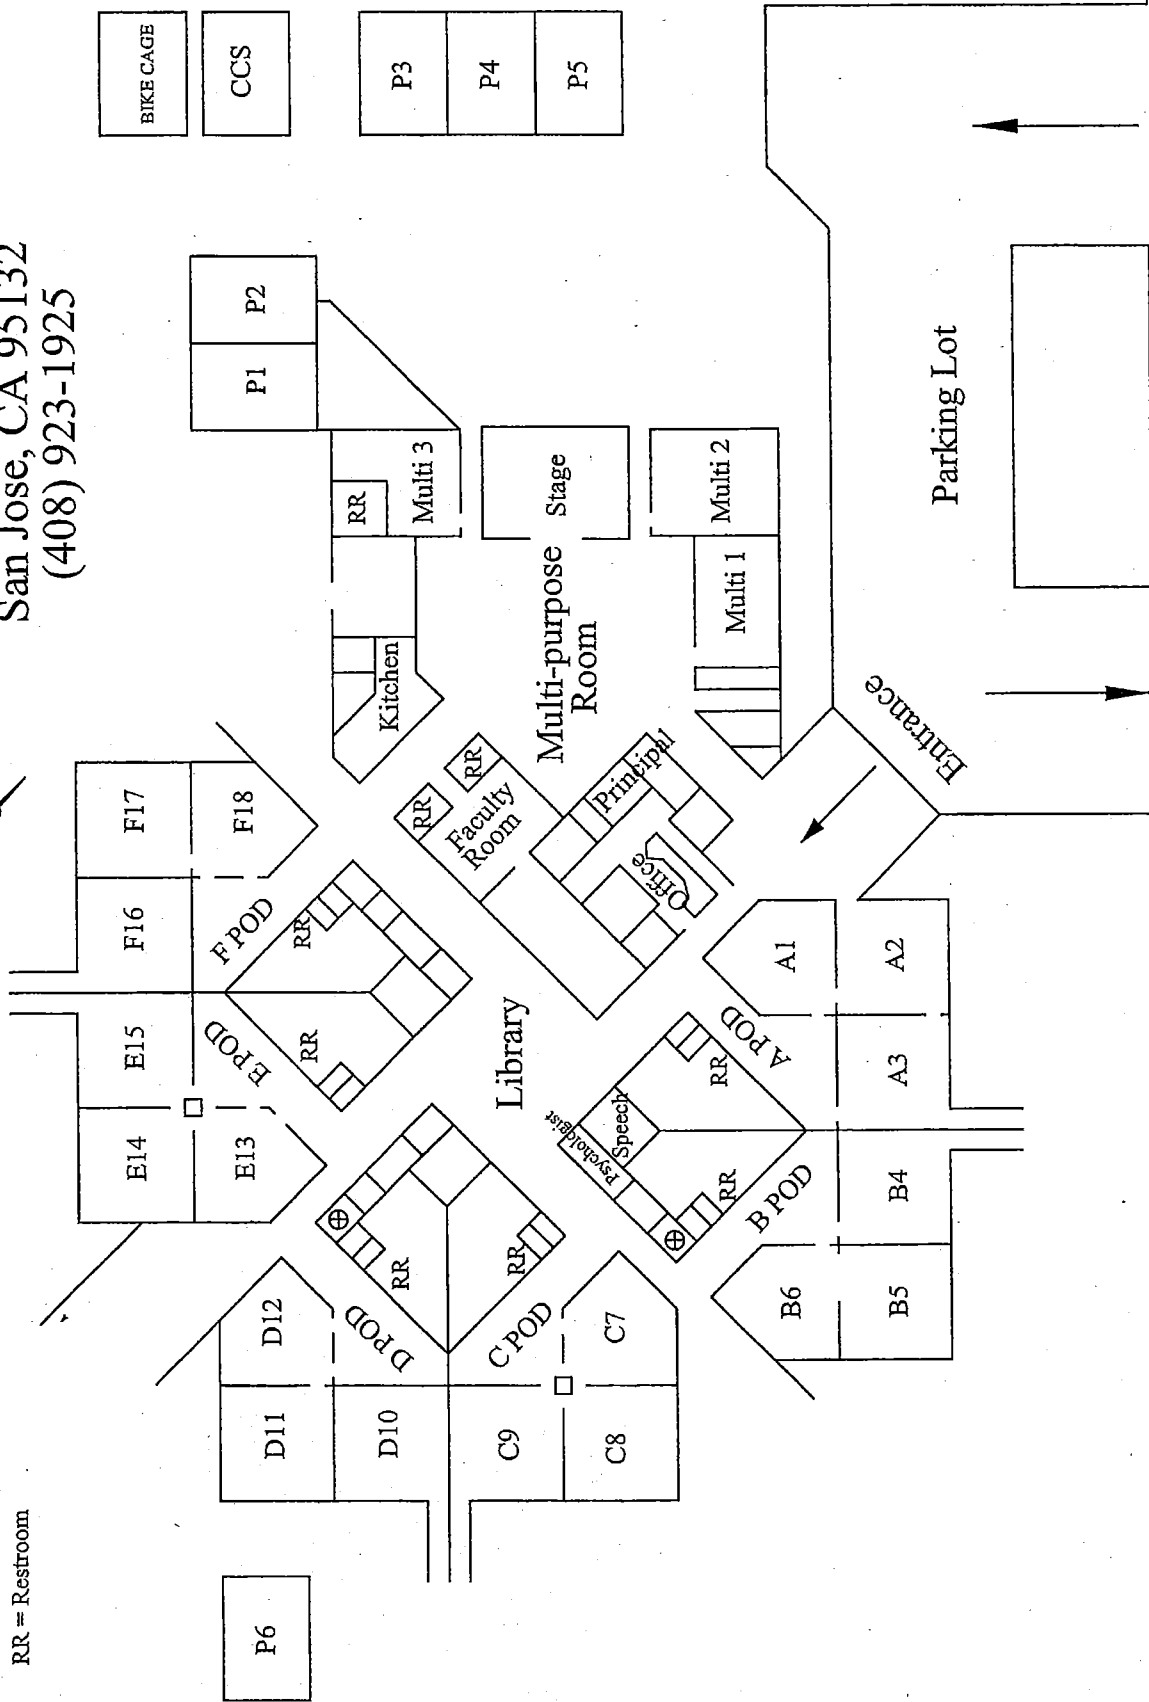 San Jose, CA 95132
(408) 923-1925
RR = Restroom
BIKE CAGE
CCS
E14
E15
F16
F17
P6
D11
D12
E13
E POD
F POD
F18
P1
P2
RR
RR
RR
D10
D POD
RR
Kitchen
RR
Multi 3
P3
RR
RR
Faculty
Room
P4
C9
C POD
RR
Library
Multi-purpose
Room
Stage
P5
C8
C7
Psychologist
Speech
Office
Principal
RR
RR
B POD
A POD
Multi 1
Multi 2
B6
A1
B5
B4
A3
A2
Entrance
Parking Lot